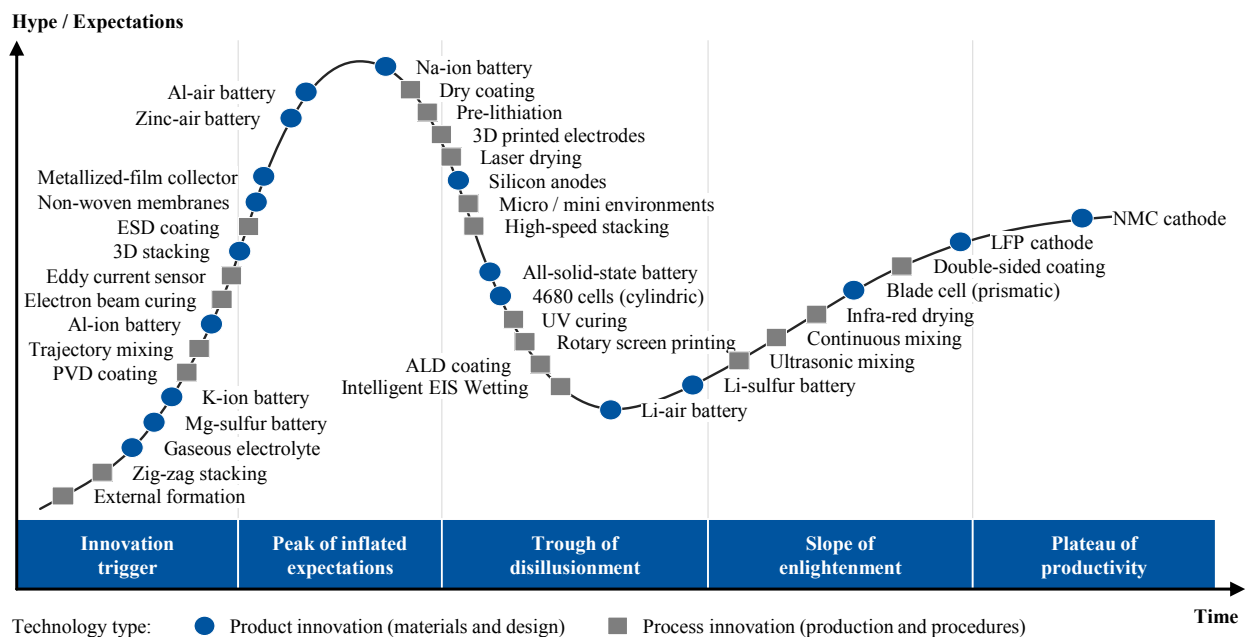 Hype / Expectations
Na-ion battery
Al-air battery
Dry coating
Zinc-air battery
Pre-lithiation
3D printed electrodes
Laser drying
Metallized-film collector
Silicon anodes
Non-woven membranes
Micro / mini environments
NMC cathode
ESD coating
High-speed stacking
3D stacking
LFP cathode
Eddy current sensor
All-solid-state battery
Double-sided coating
Electron beam curing
4680 cells (cylindric)
Blade cell (prismatic)
Al-ion battery
UV curing
Infra-red drying
Trajectory mixing
Rotary screen printing
Continuous mixing
PVD coating
ALD coating
Ultrasonic mixing
Intelligent EIS Wetting
Li-sulfur battery
K-ion battery
Li-air battery
Mg-sulfur battery
Gaseous electrolyte
Zig-zag stacking
External formation
Innovation
trigger
Peak of inflated
expectations
Trough of
disillusionment
Slope of
enlightenment
Plateau of
productivity
Time
Technology type: Product innovation (materials and design) Process innovation (production and procedures)